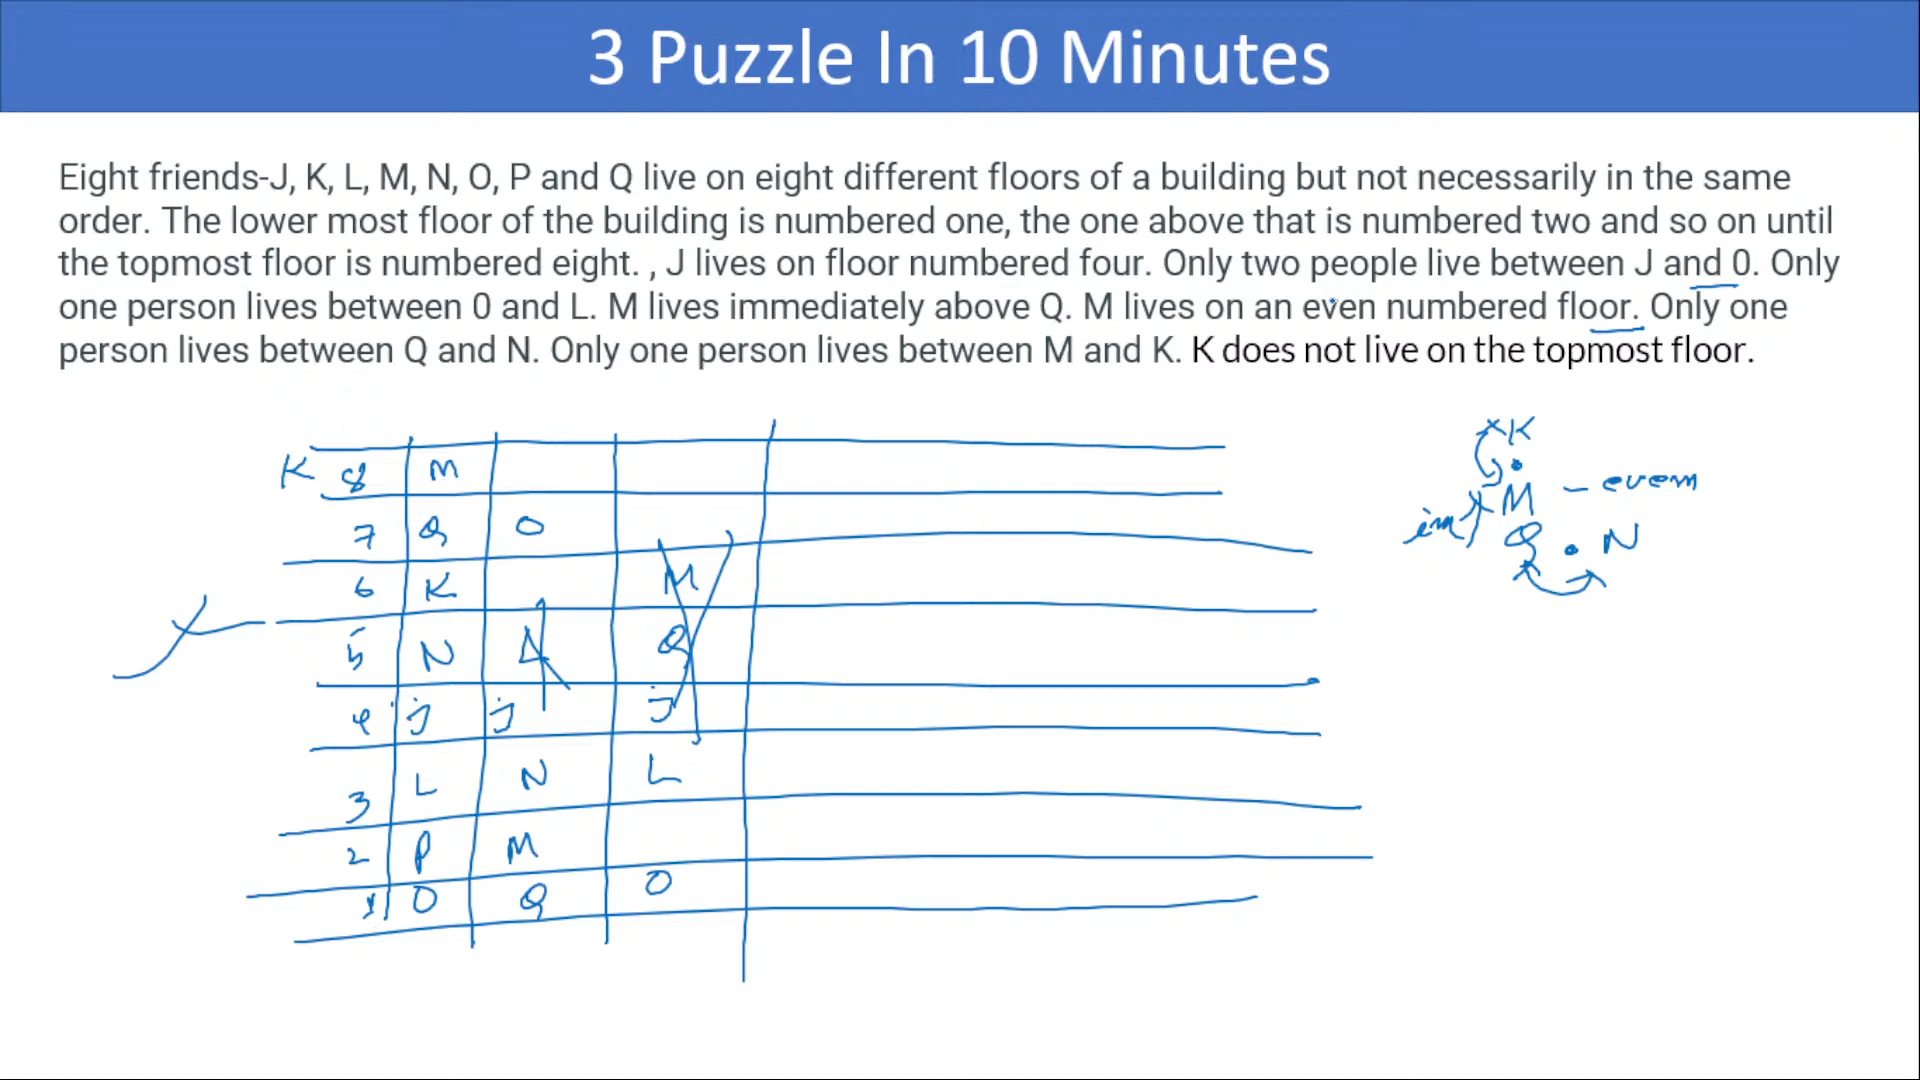 3 Puzzle In 10 Minutes
Eight friends-J, K, L, M, N, O, P and Q live on eight different floors of a building but not necessarily in the same
order. The lower most floor of the building is numbered one, the one above that is numbered two and so on until
the topmost floor is numbered eight. , J lives on floor numbered four. Only two people live between J and 0. Only
one person lives between 0 and L. M lives immediately above Q. M lives on an even numbered floor. Only one
person lives between Q and N. Only one person lives between M and K. K does not live on the topmost floor.
K 8 M
7 Q O
6 K M
5 N Q
4 j j j
3 L N L
2 P M
1 O Q O
K
M - even
im Q . N